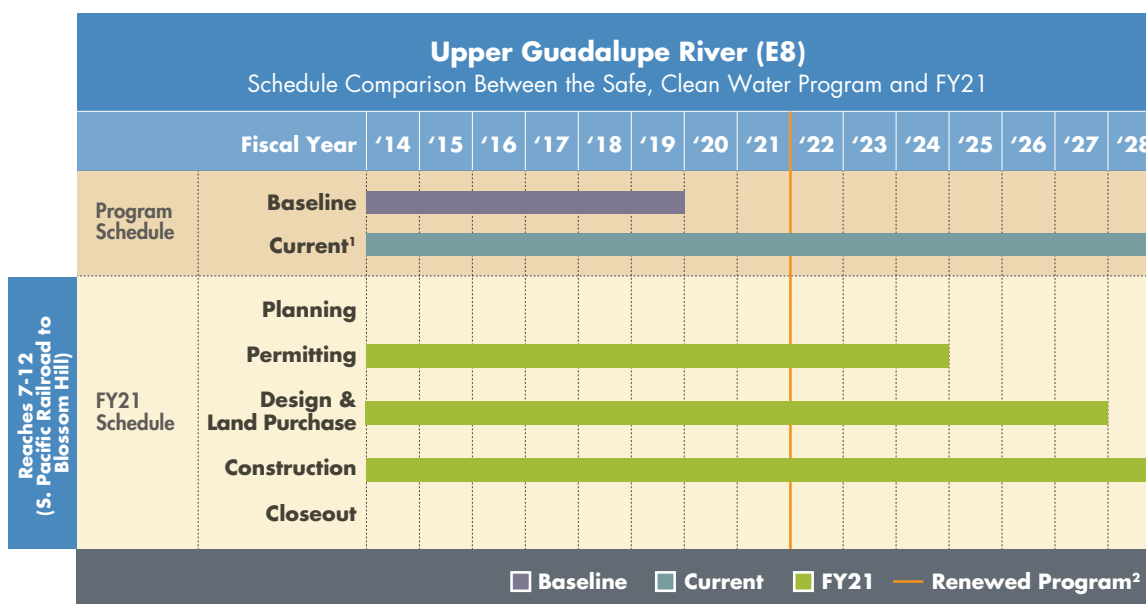 Upper Guadalupe River (E8)
Schedule Comparison Between the Safe, Clean Water Program and FY21
Fiscal Year ‘14 ‘15 ‘16 ‘17 ‘18 ‘19 ‘20 ‘21 ‘22 ‘23 ‘24 ‘25 ‘26 ‘27 ‘28
Program
Schedule
Baseline
Current¹
Reaches 7-12
(S. Pacific Railroad to
Blossom Hill)
FY21
Schedule
Planning
Permitting
Design &
Land Purchase
Construction
Closeout
Baseline Current FY21 Renewed Program²